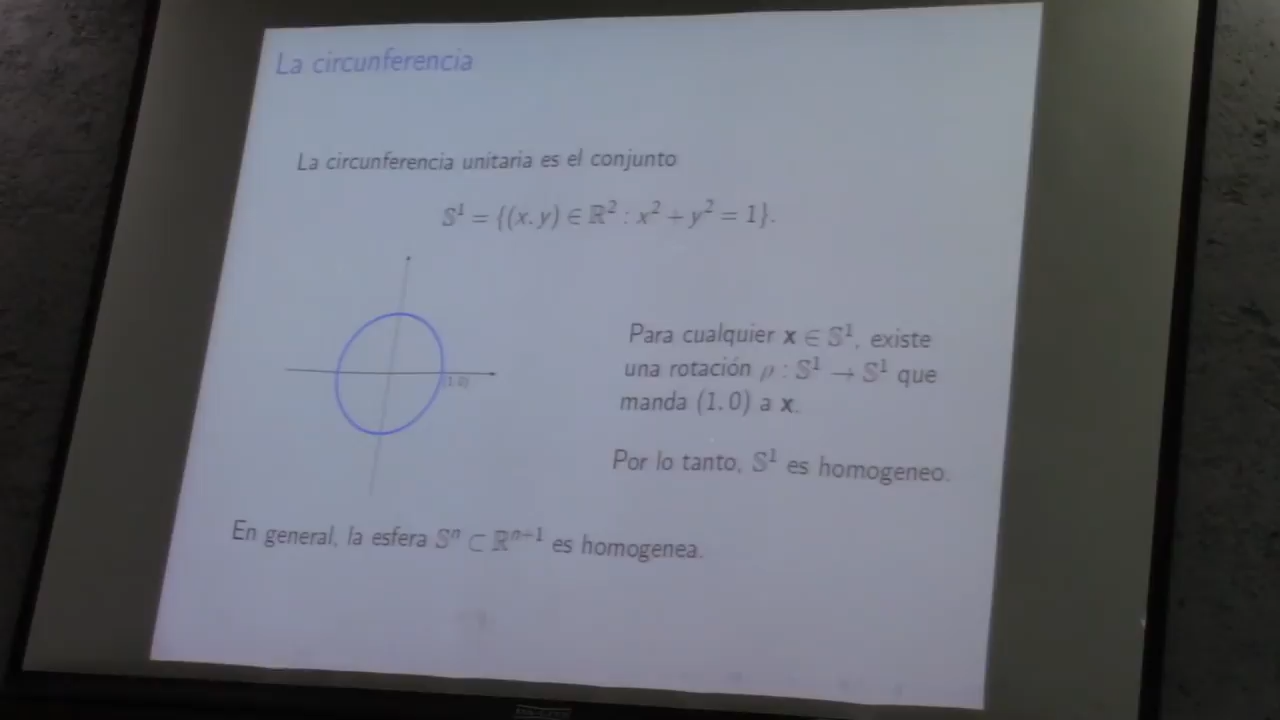 La circunferencia
La circunferencia unitaria es el conjunto
S¹ = {(x, y) ∈ ℝ² : x² + y² = 1}.
(1,0)
Para cualquier x ∈ S¹, existe
una rotación ρ : S¹ → S¹ que
manda (1, 0) a x.
Por lo tanto, S¹ es homogeneo.
En general, la esfera Sⁿ ⊂ ℝⁿ⁺¹ es homogenea.